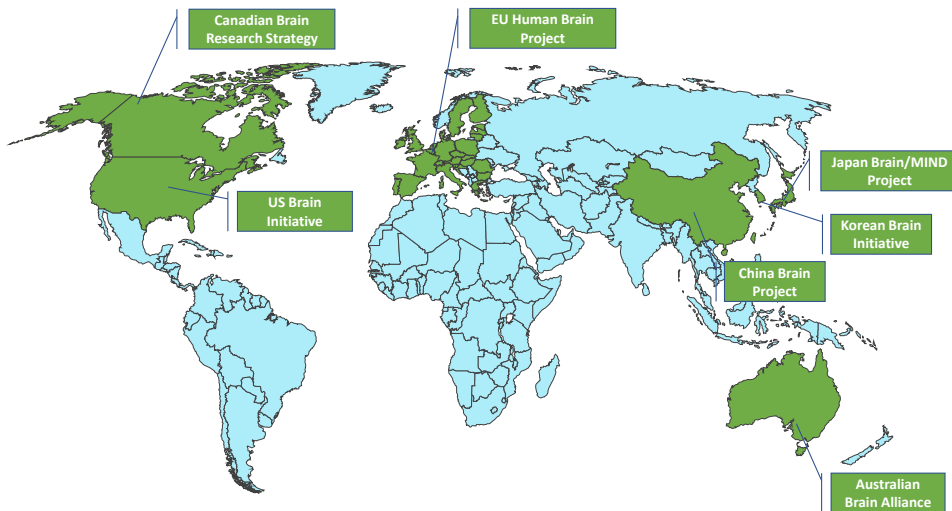 Canadian Brain
Research Strategy
EU Human Brain
Project
Japan Brain/MIND
Project
US Brain
Initiative
Korean Brain
Initiative
China Brain
Project
Australian
Brain Alliance